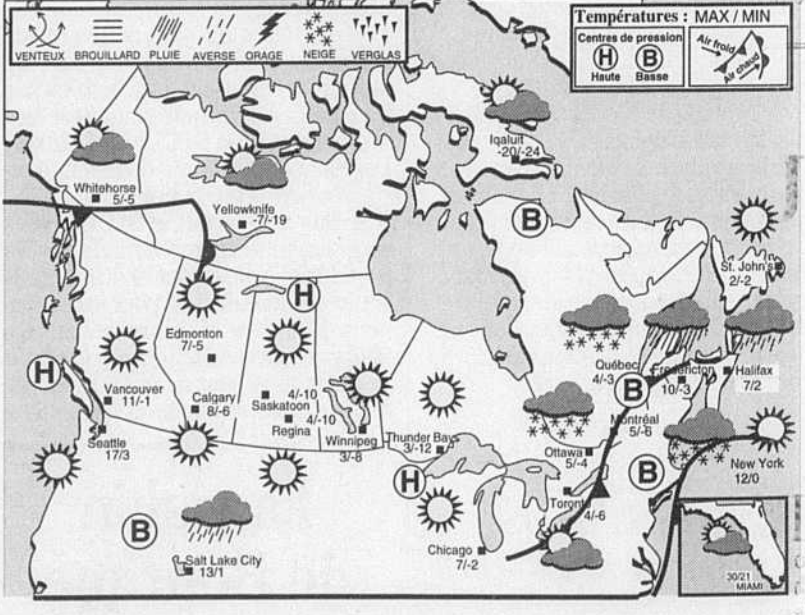 VENTEUX BROUILLARD PLUIE AVERSE ORAGE NEIGE VERGLAS
Températures : MAX / MIN
Centres de pression
H B
Haute Basse
Air froid
Air chaud
Iqaluit
-20/-24
Whitehorse
5/-5
Yellowknife
-7/-19
B
St. John's
2/-2
H
Edmonton
7/-5
H
Québec
4/-3
Fredericton
10/-3
Halifax
7/2
B
Vancouver
11/-1
Calgary
8/-6
4/-10
Saskatoon
4/-10
Regina
Winnipeg
3/-8
Thunder Bay
3/-12
Montréal
5/-6
Seattle
17/3
Ottawa
5/-4
H
B
New York
12/0
Toronto
4/-6
B
Chicago
7/-2
Salt Lake City
13/1
30/21
MIAMI